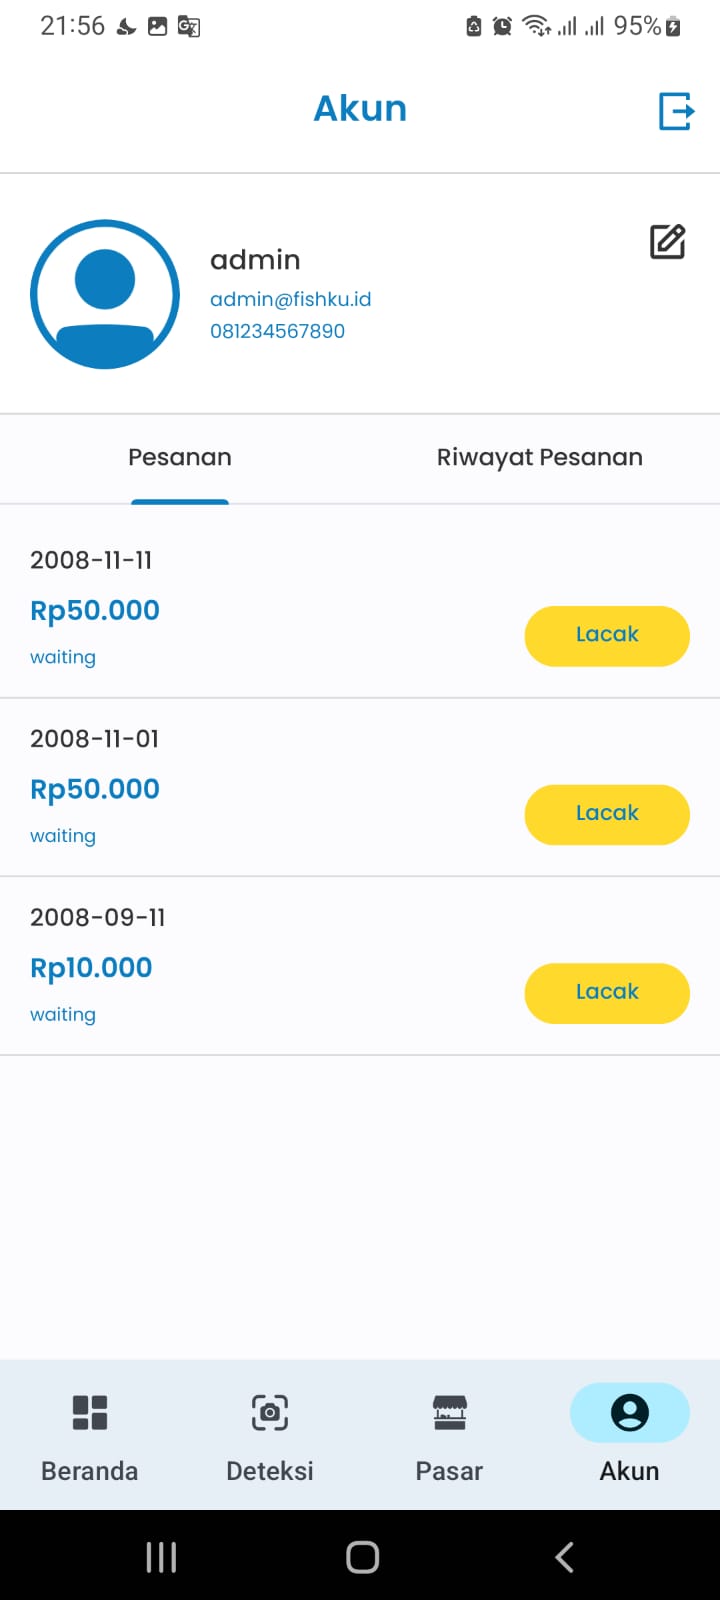 21:56 95%
Akun
admin
admin@fishku.id
081234567890
Pesanan Riwayat Pesanan
2008-11-11
Rp50.000
Lacak
waiting
2008-11-01
Rp50.000
Lacak
waiting
2008-09-11
Rp10.000
Lacak
waiting
Beranda Deteksi Pasar Akun